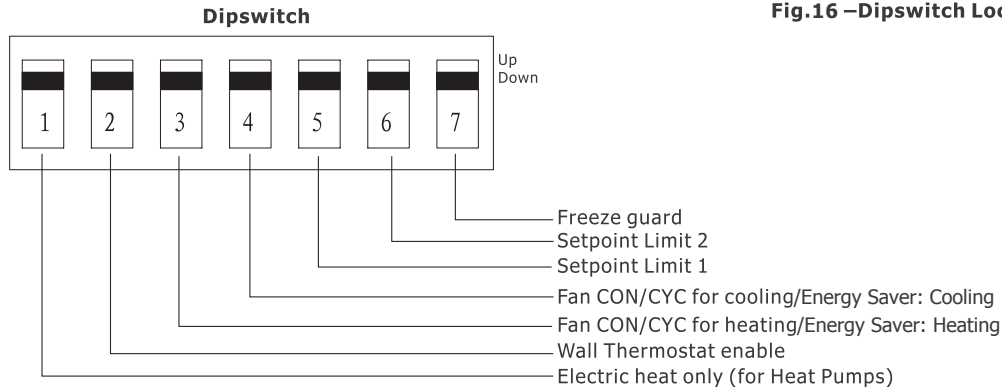 Dipswitch
Fig.16 –Dipswitch Loc
Up
Down
1 2 3 4 5 6 7
Freeze guard
Setpoint Limit 2
Setpoint Limit 1
Fan CON/CYC for cooling/Energy Saver: Cooling
Fan CON/CYC for heating/Energy Saver: Heating
Wall Thermostat enable
Electric heat only (for Heat Pumps)